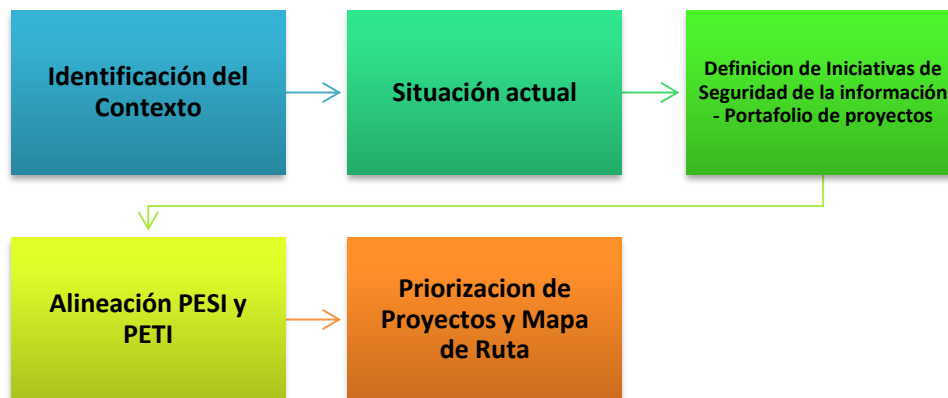 Identificación del
Contexto
Situación actual
Definicion de Iniciativas de
Seguridad de la información
- Portafolio de proyectos
Alineación PESI y
PETI
Priorizacion de
Proyectos y Mapa
de Ruta